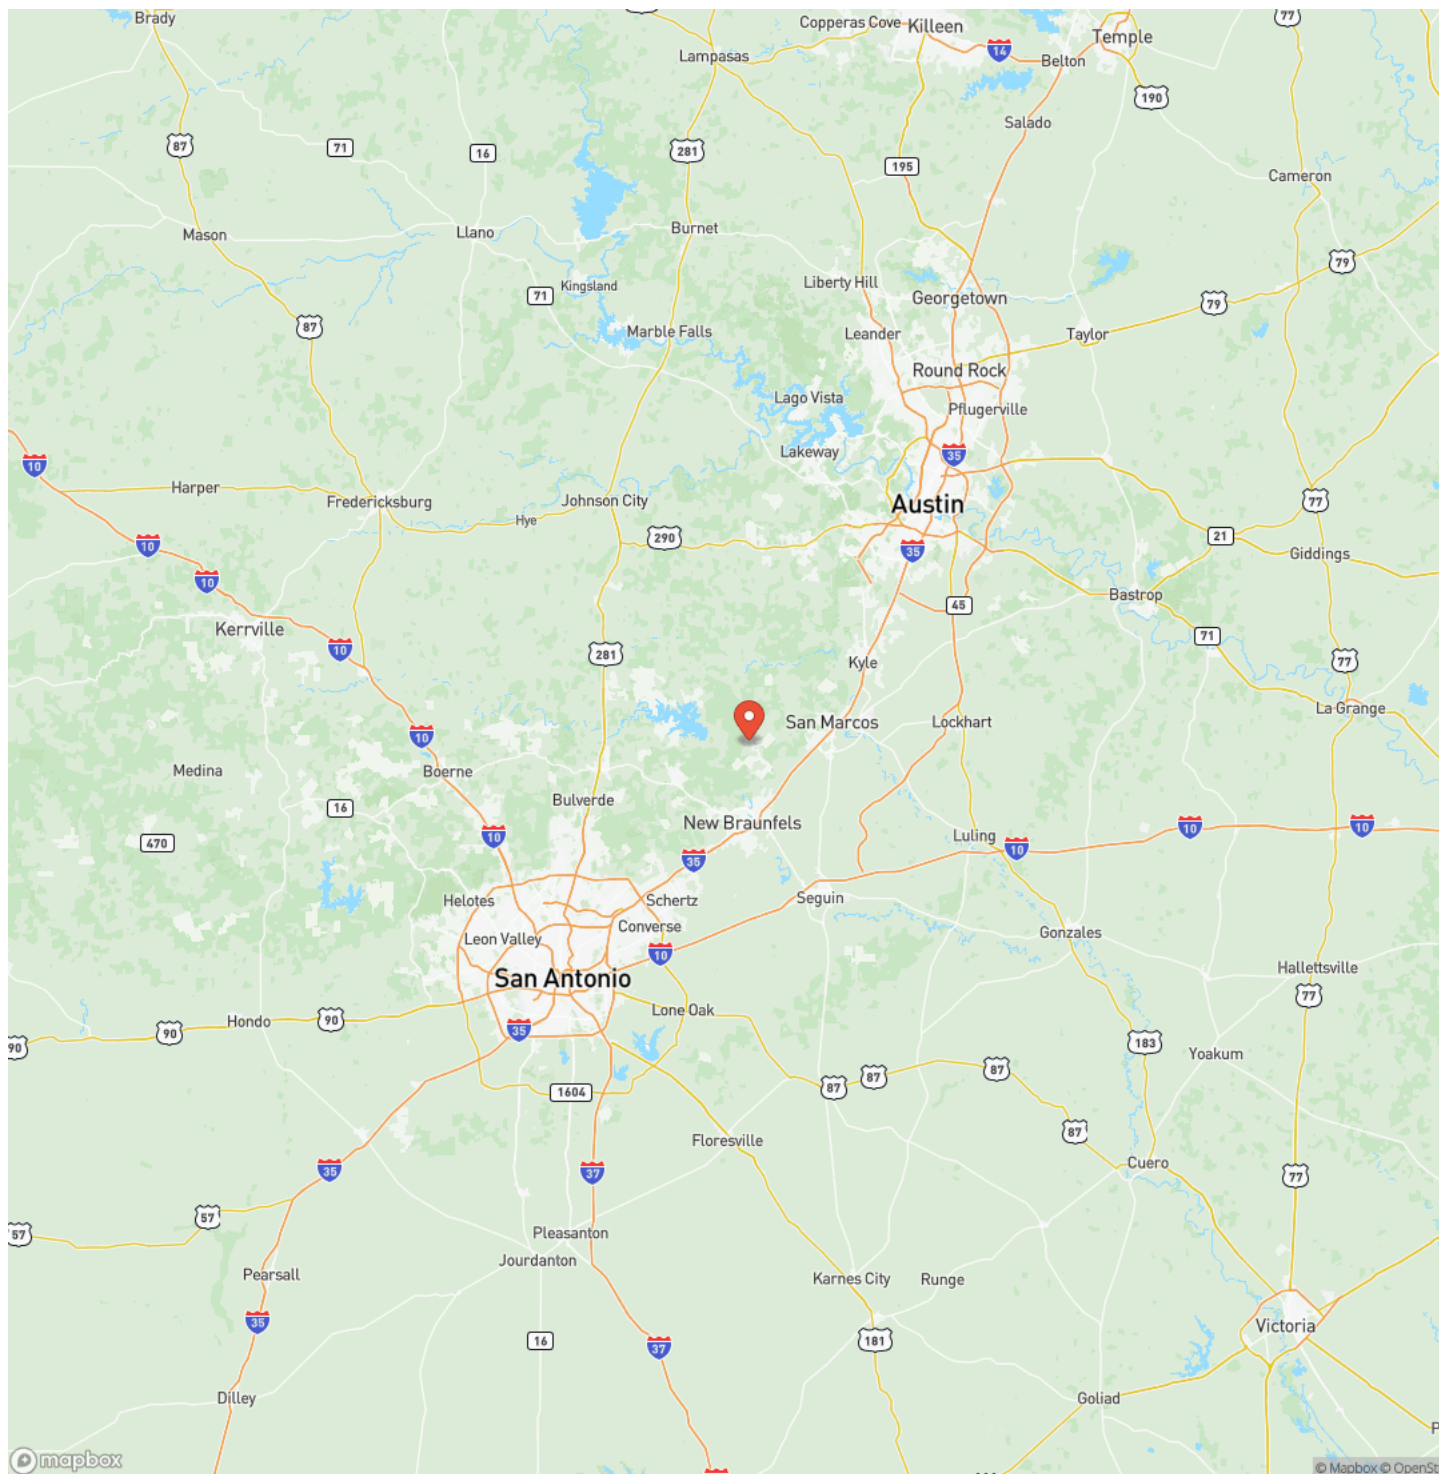 Brady
Copperas Cove
Killeen
77
Temple
14
Lampasas
Belton
190
Salado
87
71
16
281
195
Cameron
Mason
Llano
Burnet
79
Kingsland
71
Liberty Hill
Georgetown
79
87
Marble Falls
Leander
Taylor
Round Rock
Lago Vista
Pflugerville
Lakeway
35
10
Harper
Fredericksburg
Johnson City
Austin
77
Hye
10
290
35
21
Giddings
10
Bastrop
45
Kerrville
71
10
281
Kyle
77
La Grange
San Marcos
Lockhart
10
Medina
Boerne
Bulverde
16
New Braunfels
10
10
470
10
Luling
10
35
Helotes
Schertz
Seguin
Converse
Gonzales
Leon Valley
10
Hallettsville
San Antonio
77
Lone Oak
Hondo
90
90
35
90
183
Yoakum
87
87
87
1604
87
Floresville
Cuero
35
37
77
57
57
Pleasanton
Jourdanton
Pearsall
Karnes City
Runge
35
Victoria
16
37
181
Dilley
Goliad
P
mapbox
© Mapbox © OpenSt